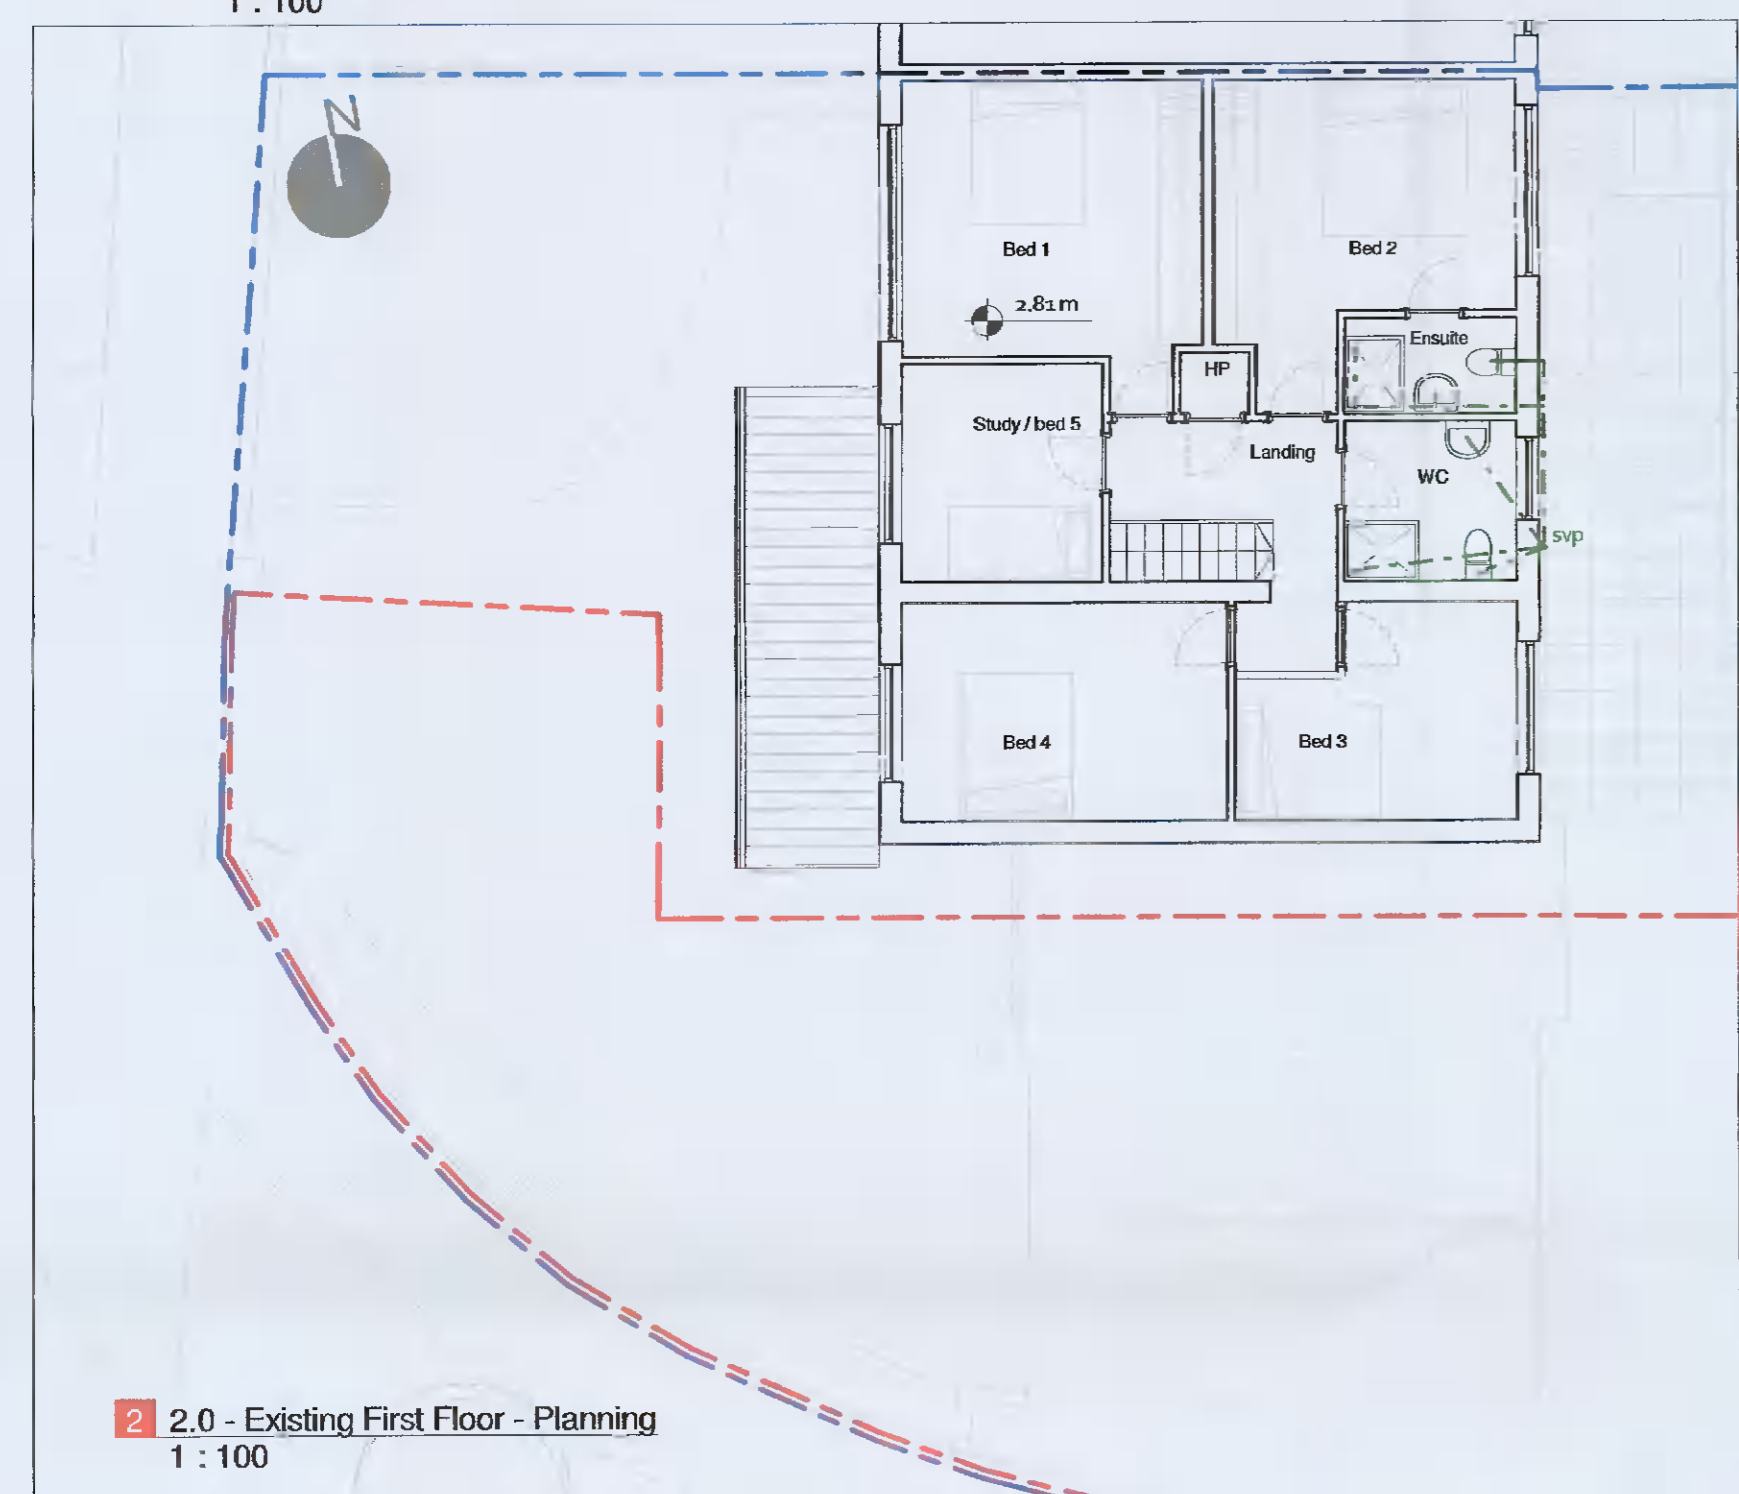 1 : 100
N
Bed 1
Bed 2
2.81m
Ensuite
HP
Study / bed 5
Landing
WC
svp
Bed 4
Bed 3
2 2.0 - Existing First Floor - Planning
1 : 100